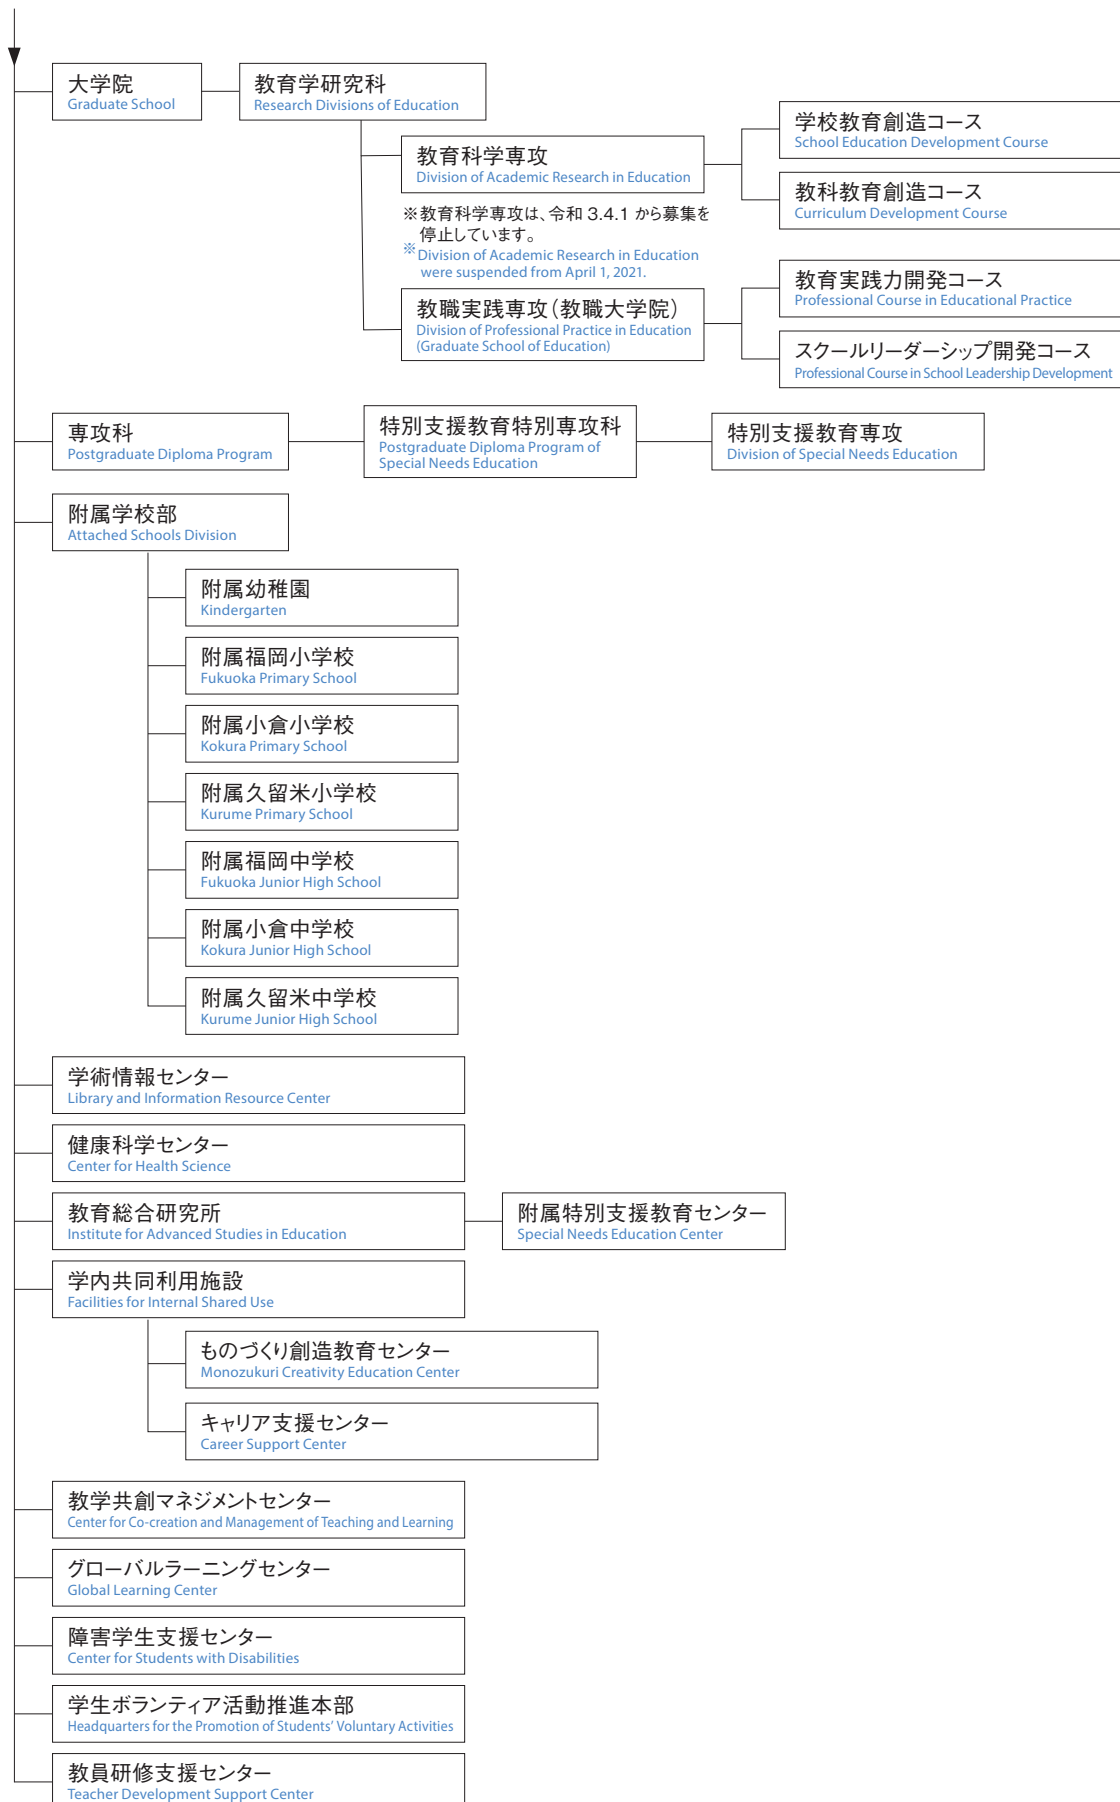 大学院
Graduate School
教育学研究科
Research Divisions of Education
教育科学専攻
Division of Academic Research in Education
学校教育創造コース
School Education Development Course
教科教育創造コース
Curriculum Development Course
※教育科学専攻は、令和 3.4.1 から募集を
停止しています。
※Division of Academic Research in Education
were suspended from April 1, 2021.
教職実践専攻（教職大学院）
Division of Professional Practice in Education
(Graduate School of Education)
教育実践力開発コース
Professional Course in Educational Practice
スクールリーダーシップ開発コース
Professional Course in School Leadership Development
専攻科
Postgraduate Diploma Program
特別支援教育特別専攻科
Postgraduate Diploma Program of
Special Needs Education
特別支援教育専攻
Division of Special Needs Education
附属学校部
Attached Schools Division
附属幼稚園
Kindergarten
附属福岡小学校
Fukuoka Primary School
附属小倉小学校
Kokura Primary School
附属久留米小学校
Kurume Primary School
附属福岡中学校
Fukuoka Junior High School
附属小倉中学校
Kokura Junior High School
附属久留米中学校
Kurume Junior High School
学術情報センター
Library and Information Resource Center
健康科学センター
Center for Health Science
教育総合研究所
Institute for Advanced Studies in Education
附属特別支援教育センター
Special Needs Education Center
学内共同利用施設
Facilities for Internal Shared Use
ものづくり創造教育センター
Monozukuri Creativity Education Center
キャリア支援センター
Career Support Center
教学共創マネジメントセンター
Center for Co-creation and Management of Teaching and Learning
グローバルラーニングセンター
Global Learning Center
障害学生支援センター
Center for Students with Disabilities
学生ボランティア活動推進本部
Headquarters for the Promotion of Students’ Voluntary Activities
教員研修支援センター
Teacher Development Support Center